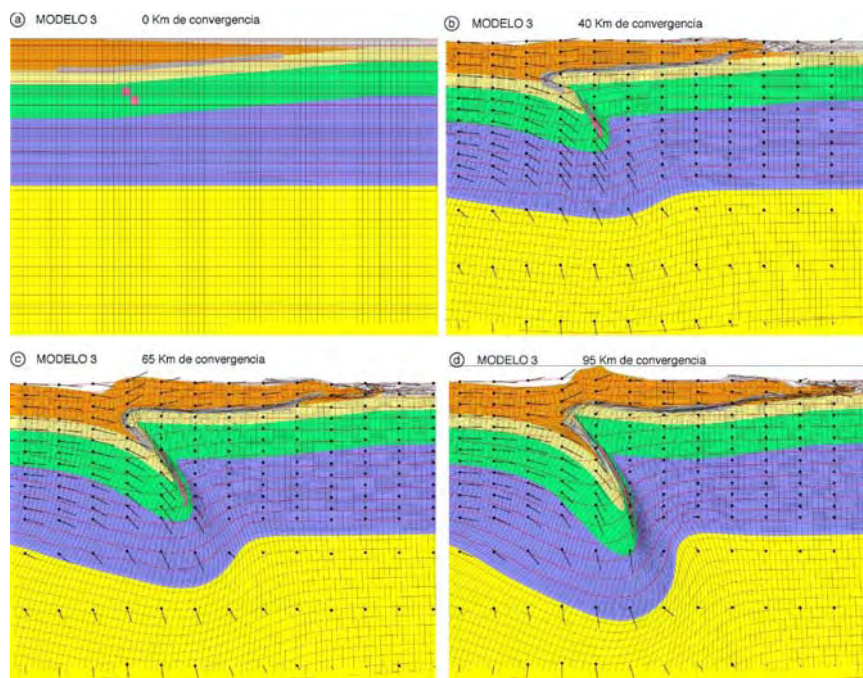 a MODELO 3 0 Km de convergencia
b MODELO 3 40 Km de convergencia
c MODELO 3 65 Km de convergencia
d MODELO 3 95 Km de convergencia